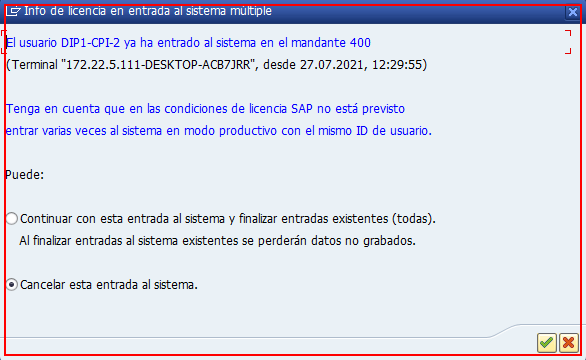 Info de licencia en entrada al sistema múltiple
El usuario DIP1-CPI-2 ya ha entrado al sistema en el mandante 400
(Terminal "172.22.5.111-DESKTOP-ACB7JRR", desde 27.07.2021, 12:29:55)
Tenga en cuenta que en las condiciones de licencia SAP no está previsto
entrar varias veces al sistema en modo productivo con el mismo ID de usuario.
Puede:
Continuar con esta entrada al sistema y finalizar entradas existentes (todas).
Al finalizar entradas al sistema existentes se perderán datos no grabados.
Cancelar esta entrada al sistema.